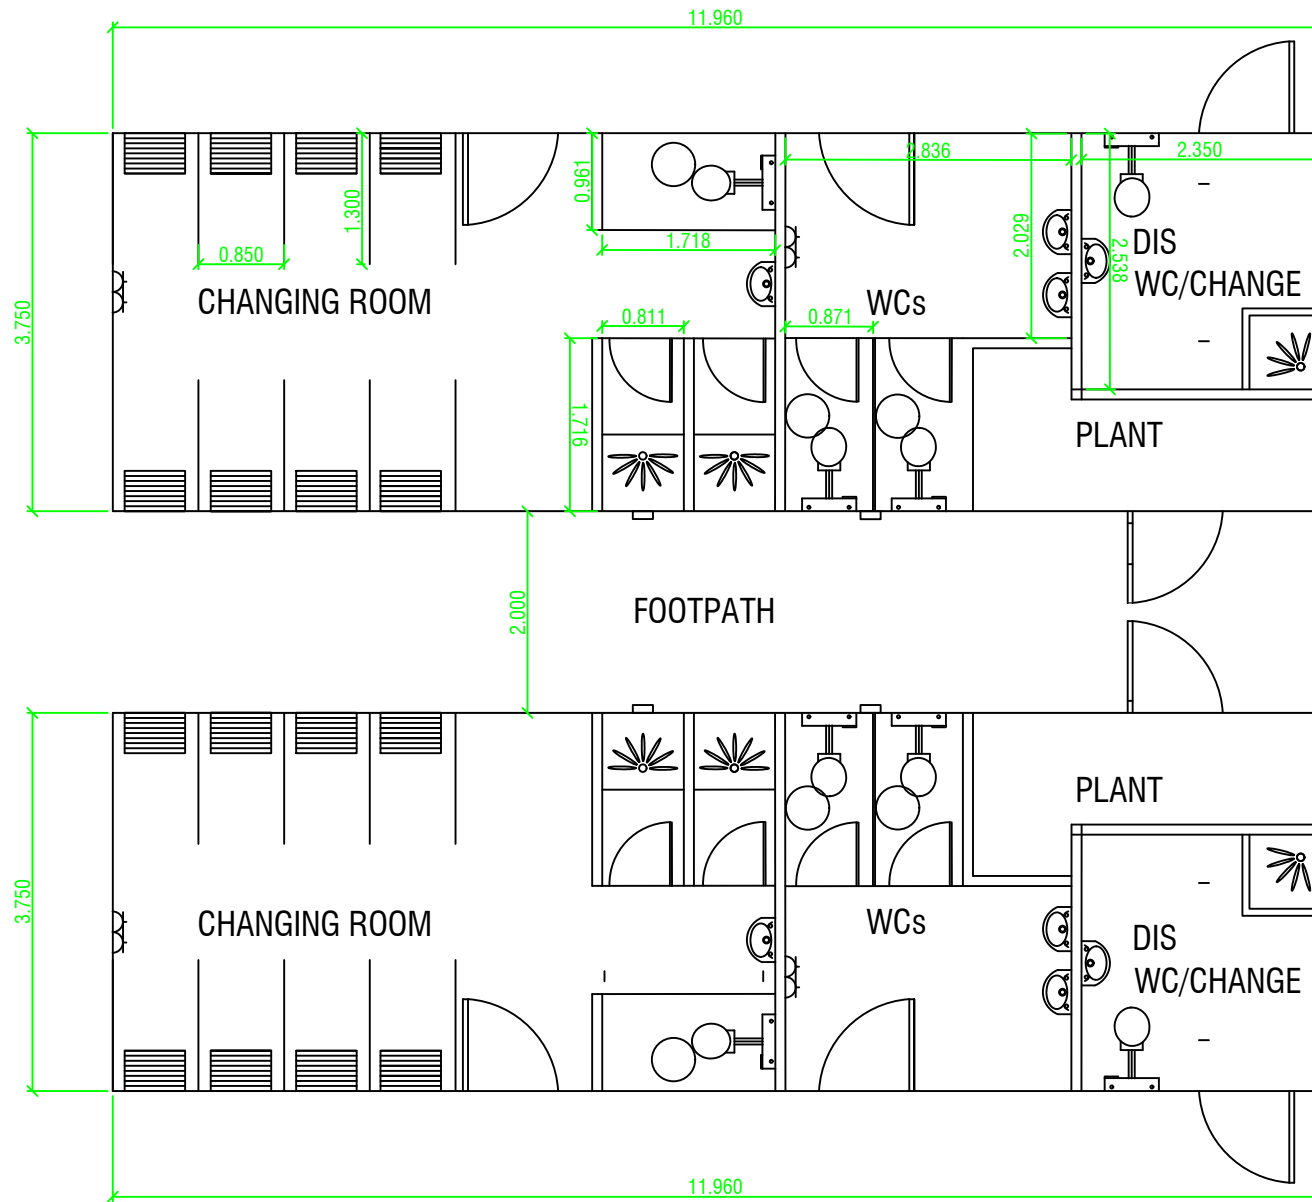 11.960
2.836
2.350
0.961
1.300
3.750
0.850
1.718
2.029
2.538
DIS
WC/CHANGE
CHANGING ROOM
WCs
0.811
0.871
1.716
PLANT
2.000
FOOTPATH
PLANT
3.750
CHANGING ROOM
WCs
DIS
WC/CHANGE
11.960